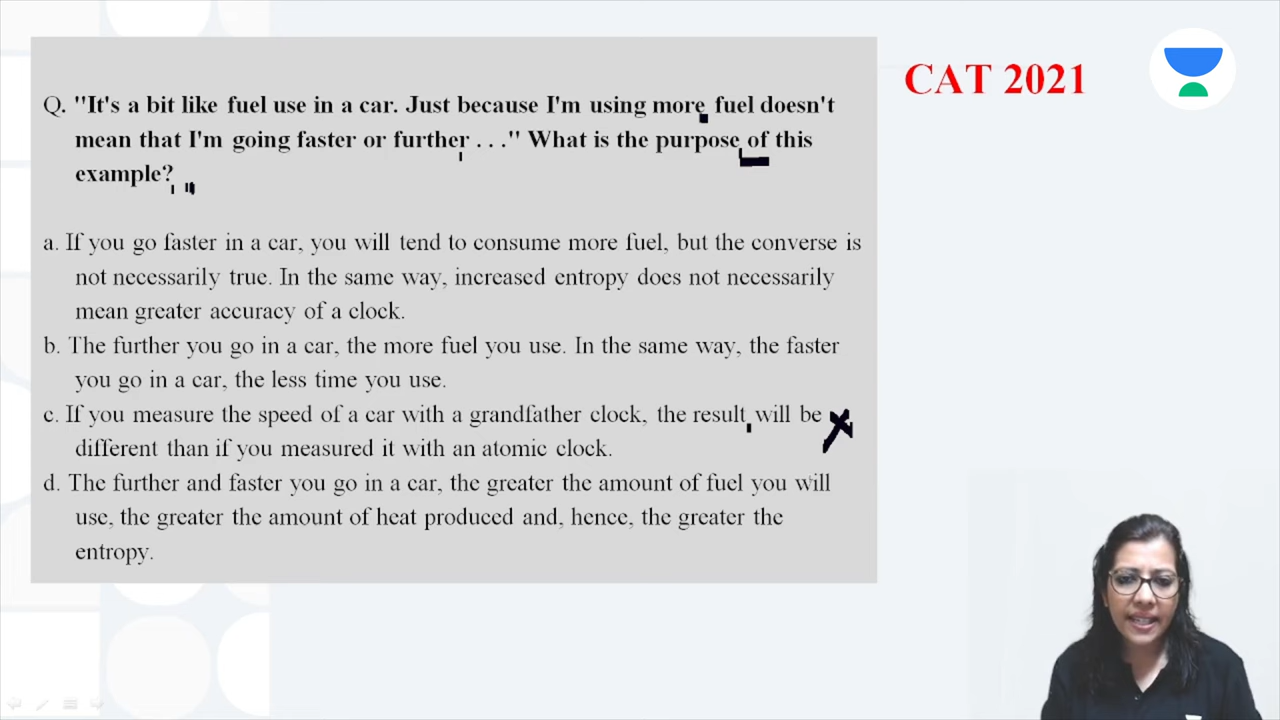 CAT 2021
Q. "It's a bit like fuel use in a car. Just because I'm using more fuel doesn't
mean that I'm going faster or further . . ." What is the purpose of this
example?
a. If you go faster in a car, you will tend to consume more fuel, but the converse is
not necessarily true. In the same way, increased entropy does not necessarily
mean greater accuracy of a clock.
b. The further you go in a car, the more fuel you use. In the same way, the faster
you go in a car, the less time you use.
c. If you measure the speed of a car with a grandfather clock, the result will be
different than if you measured it with an atomic clock.
d. The further and faster you go in a car, the greater the amount of fuel you will
use, the greater the amount of heat produced and, hence, the greater the
entropy.